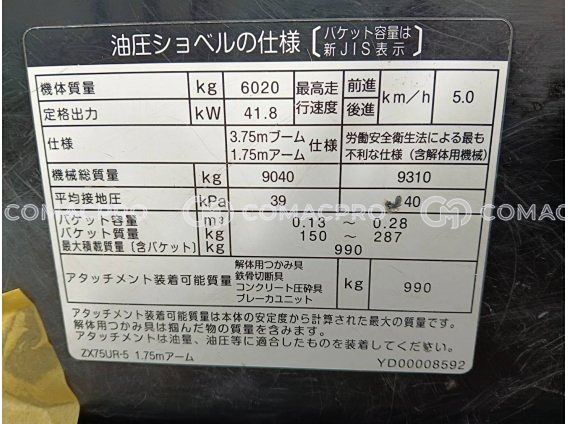 油圧ショベルの仕様 〔バケット容量は新JIS表示〕
機体質量 kg 6020 最高走行速度 前進 後進 km/h 5.0
定格出力 kW 41.8
仕様 3.75mブーム 1.75mアーム 仕様 労働安全衛生法による最も不利な仕様 (含解体用機械)
機械総質量 kg 9040 9310
平均接地圧 kPa 39 40
COMACPRO COMACPRO COMACPRO
バケット容量 m³ 0.13 ～ 0.28
バケット質量 kg 150 ～ 287
最大積載質量 (含バケット) kg 990
アタッチメント装着可能質量 解体用つかみ具 鉄骨切断具 コンクリート圧砕具 ブレーカユニット kg 990
アタッチメント装着可能質量は本体の安定度から計算された最大の質量です。
解体用つかみ具は掴んだ物の質量を含みます。
アタッチメントは油量、油圧等に適合したものを装着してください。
ZX75UR-5 1.75mアーム YD00008592